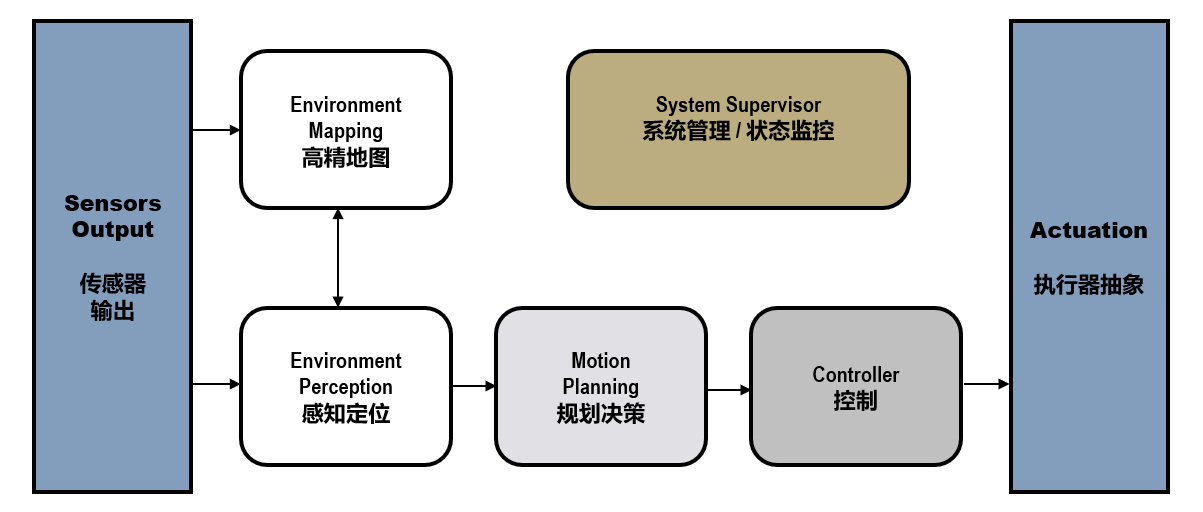 Sensors
Output
传感器
输出
Environment
Mapping
高精地图
System Supervisor
系统管理 / 状态监控
Environment
Perception
感知定位
Motion
Planning
规划决策
Controller
控制
Actuation
执行器抽象